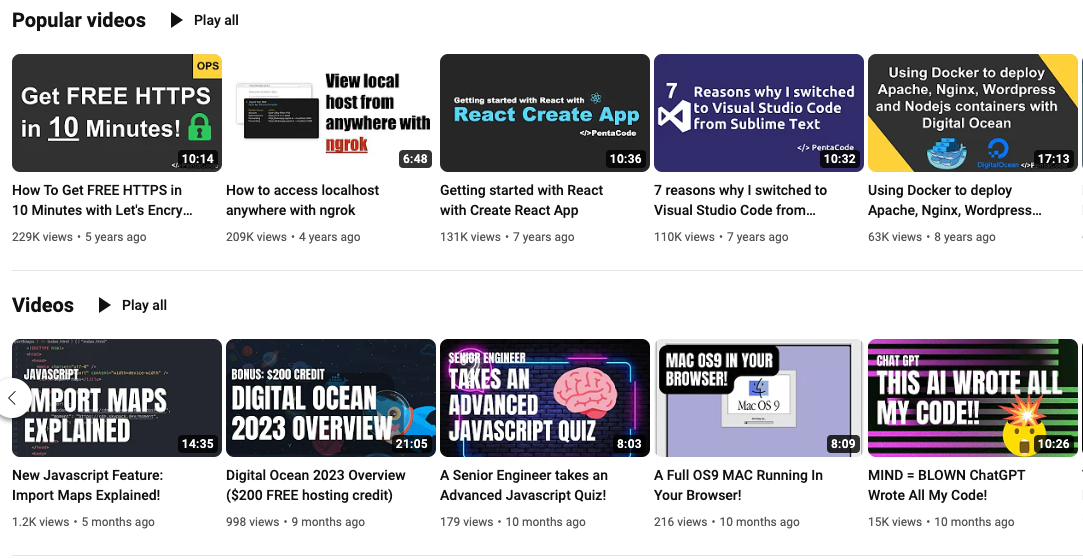 Popular videos
Play all
OPS
Get FREE HTTPS
in 10 Minutes!
10:14
View local
host from
anywhere with
ngrok
6:48
Getting started with React with
React Create App
</>PentaCode
10:36
7 Reasons why I switched
to Visual Studio Code
from Sublime Text
</> PentaCode
10:32
Using Docker to deploy
Apache, Nginx, Wordpress
and Nodejs containers with
Digital Ocean
DigitalOcean
17:13
How To Get FREE HTTPS in
10 Minutes with Let's Encry...
229K views • 5 years ago
How to access localhost
anywhere with ngrok
209K views • 4 years ago
Getting started with React
with Create React App
131K views • 7 years ago
7 reasons why I switched to
Visual Studio Code from...
110K views • 7 years ago
Using Docker to deploy
Apache, Nginx, Wordpress...
63K views • 8 years ago
Videos
Play all
JAVASCRIPT
IMPORT MAPS
EXPLAINED
14:35
BONUS: $200 CREDIT
DIGITAL OCEAN
2023 OVERVIEW
21:05
SENIOR ENGINEER
TAKES AN
ADVANCED
JAVASCRIPT QUIZ
8:03
MAC OS9 IN YOUR
BROWSER!
Mac OS 9
8:09
CHAT GPT
THIS AI WROTE ALL
MY CODE!!
10:26
New Javascript Feature:
Import Maps Explained!
1.2K views • 5 months ago
Digital Ocean 2023 Overview
($200 FREE hosting credit)
998 views • 9 months ago
A Senior Engineer takes an
Advanced Javascript Quiz!
179 views • 10 months ago
A Full OS9 MAC Running In
Your Browser!
216 views • 10 months ago
MIND = BLOWN ChatGPT
Wrote All My Code!
15K views • 10 months ago